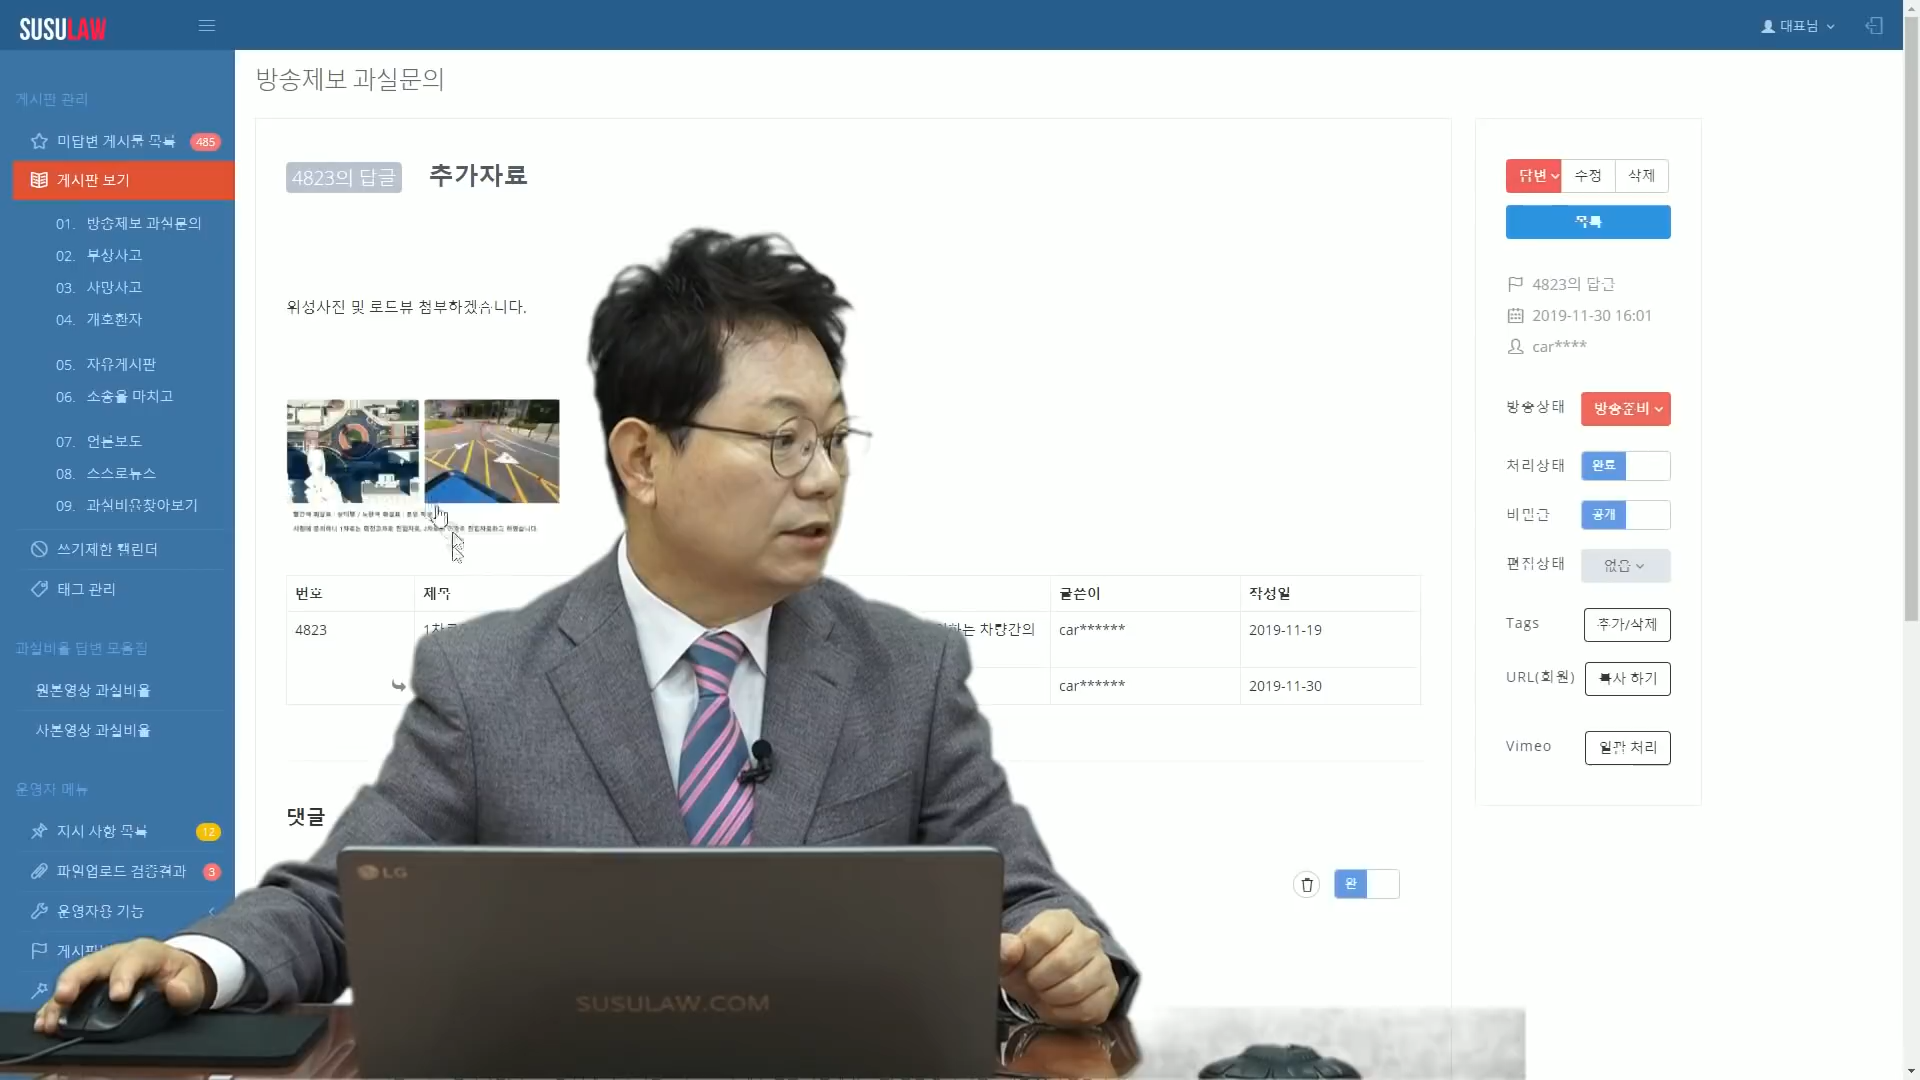 SUSULAW
대표님
게시판 관리
미답변 게시물 목록 485
게시판 보기
01. 방송제보 과실문의
02. 부상사고
03. 사망사고
04. 개호환자
05. 자유게시판
06. 소송을 마치고
07. 언론보도
08. 스스로뉴스
09. 과실비율찾아보기
쓰기제한 캘린더
태그 관리
과실비율 답변 모음집
원본영상 과실비율
사본영상 과실비율
운영자 메뉴
지시 사항 목록 12
파일업로드 검증결과 3
운영자용 기능
방송제보 과실문의
4823의 답글 추가자료
위성사진 및 로드뷰 첨부하겠습니다.
번호 제목 글쓴이 작성일
4823 차량간의 car****** 2019-11-19
car****** 2019-11-30
댓글
완
답변 수정 삭제
목록
4823의 답글
2019-11-30 16:01
car****
방송상태 방송준비
처리상태 완료
비밀글 공개
편집상태 없음
Tags 추가/삭제
URL(회원) 복사 하기
Vimeo 일괄 처리
LG
SUSULAW.COM